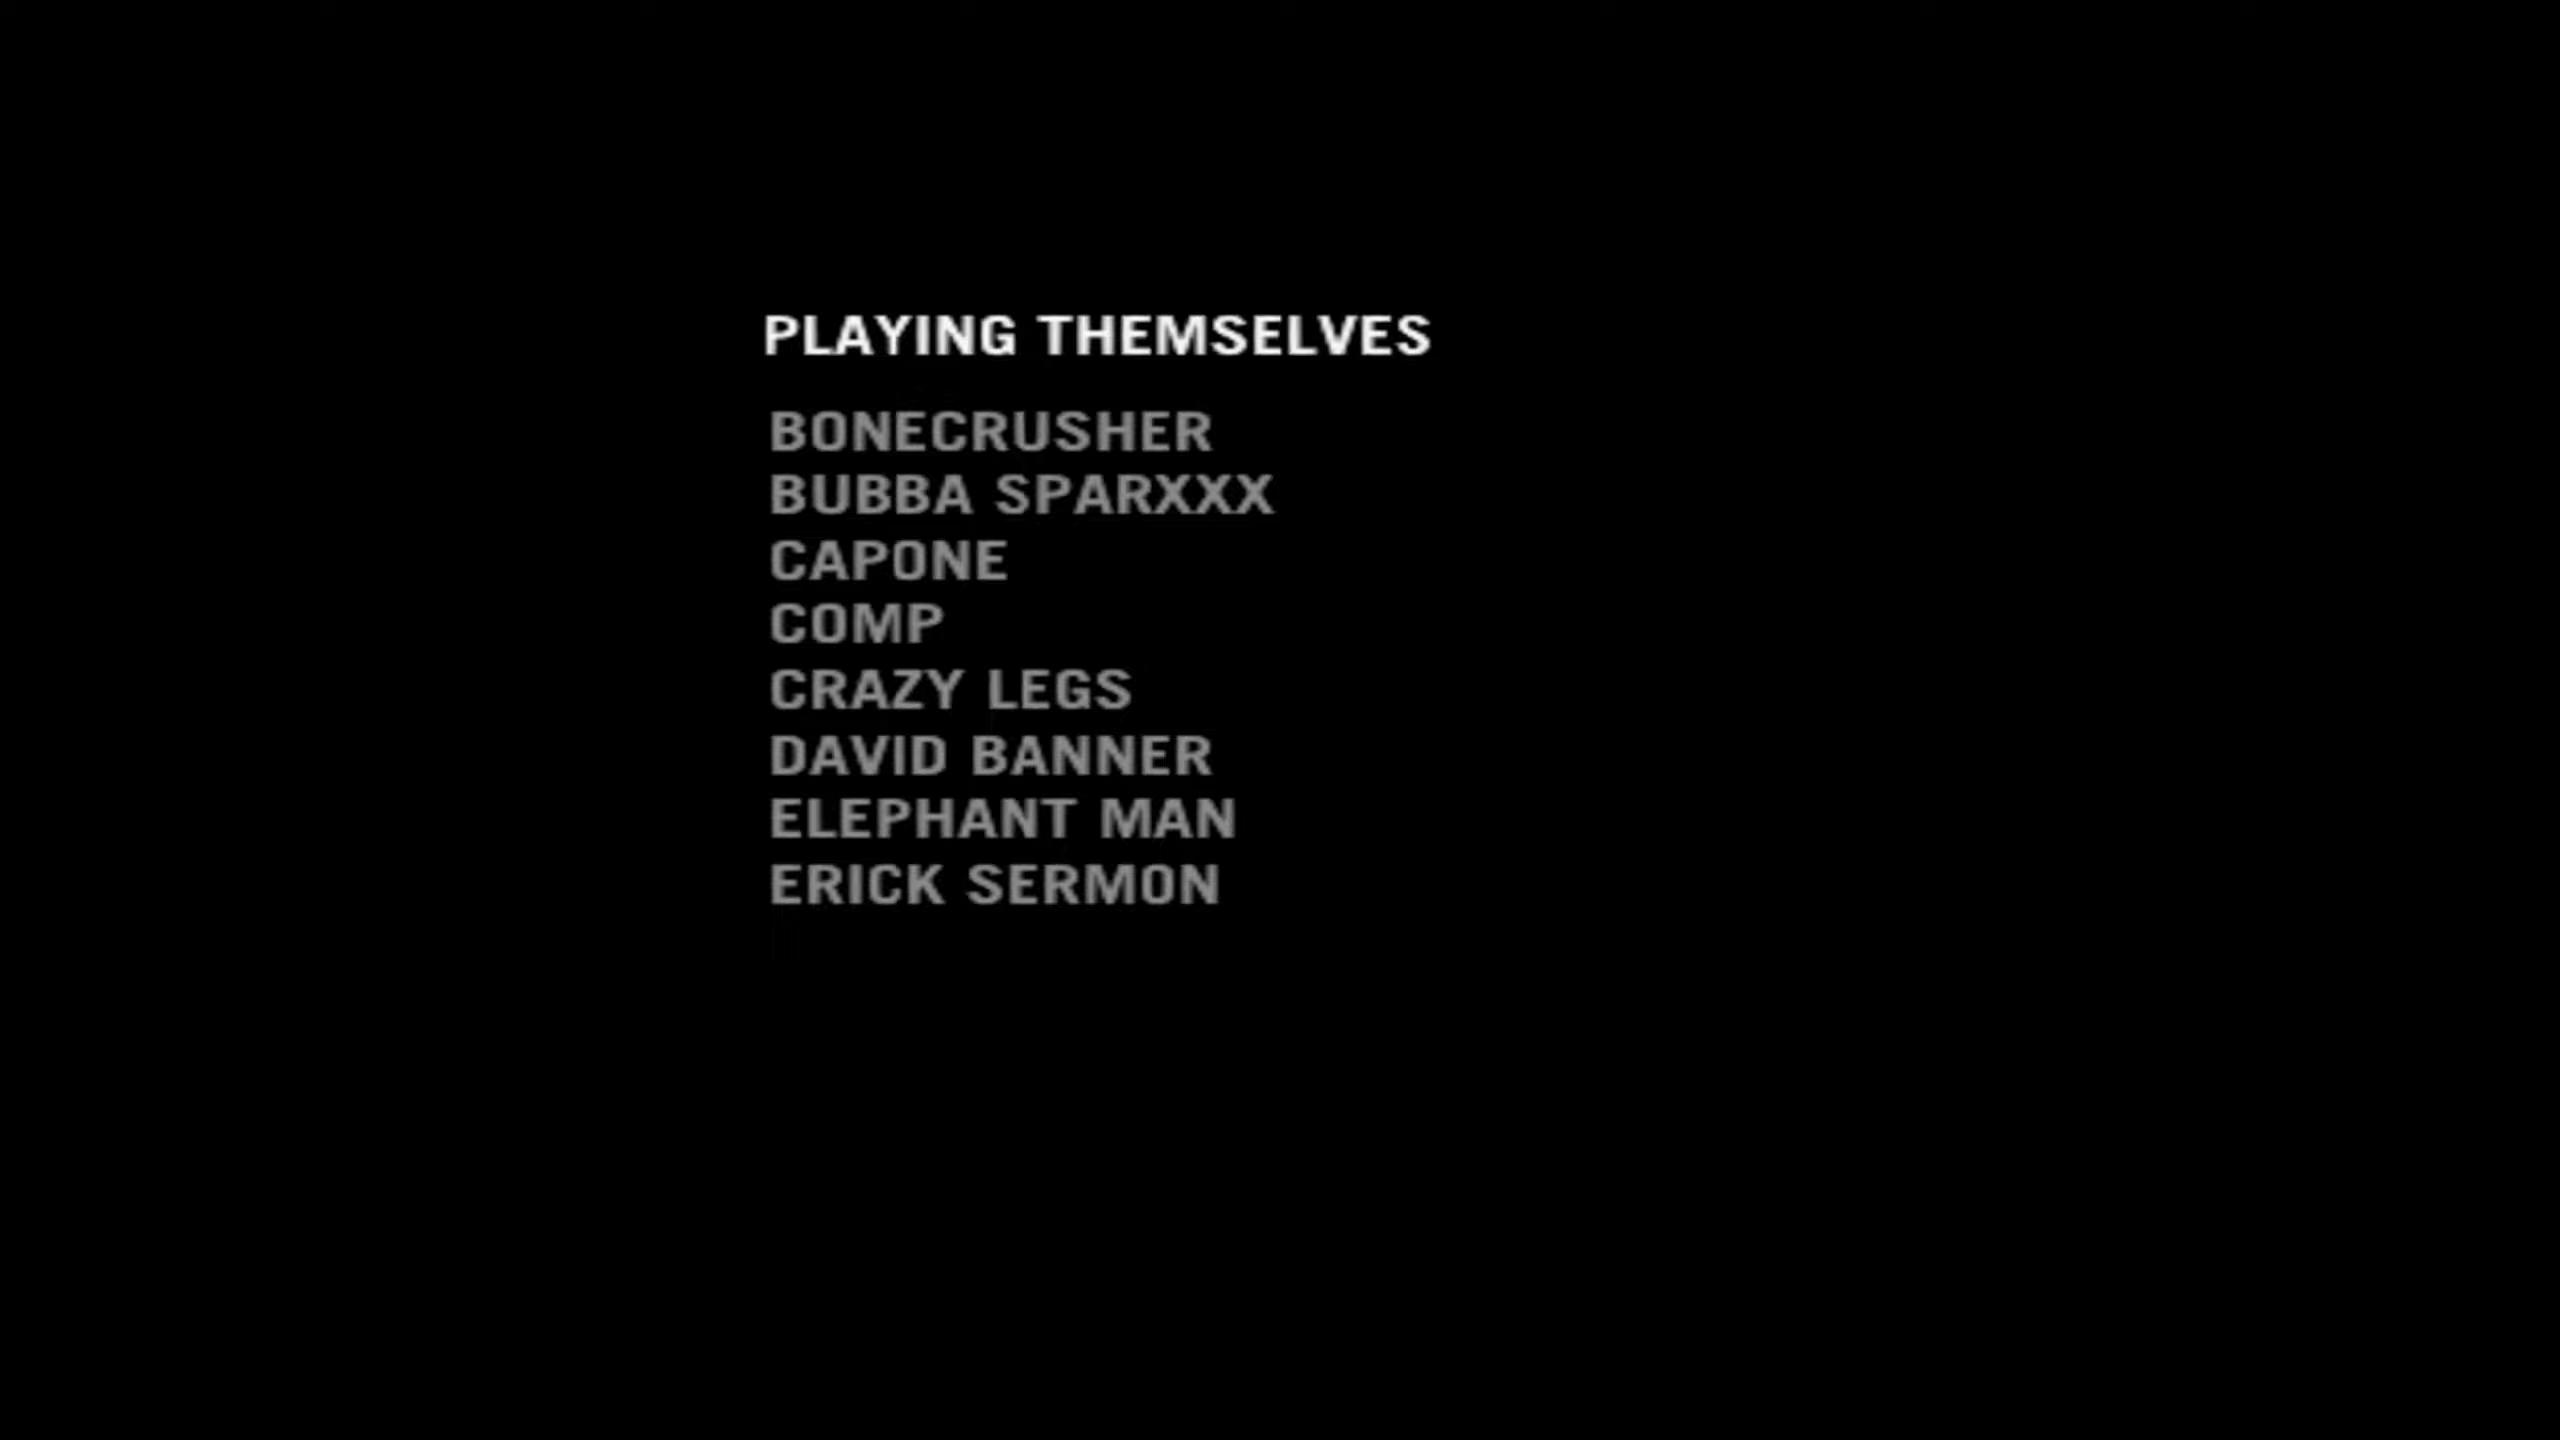 PLAYING THEMSELVES
BONECRUSHER
BUBBA SPARXXX
CAPONE
COMP
CRAZY LEGS
DAVID BANNER
ELEPHANT MAN
ERICK SERMON